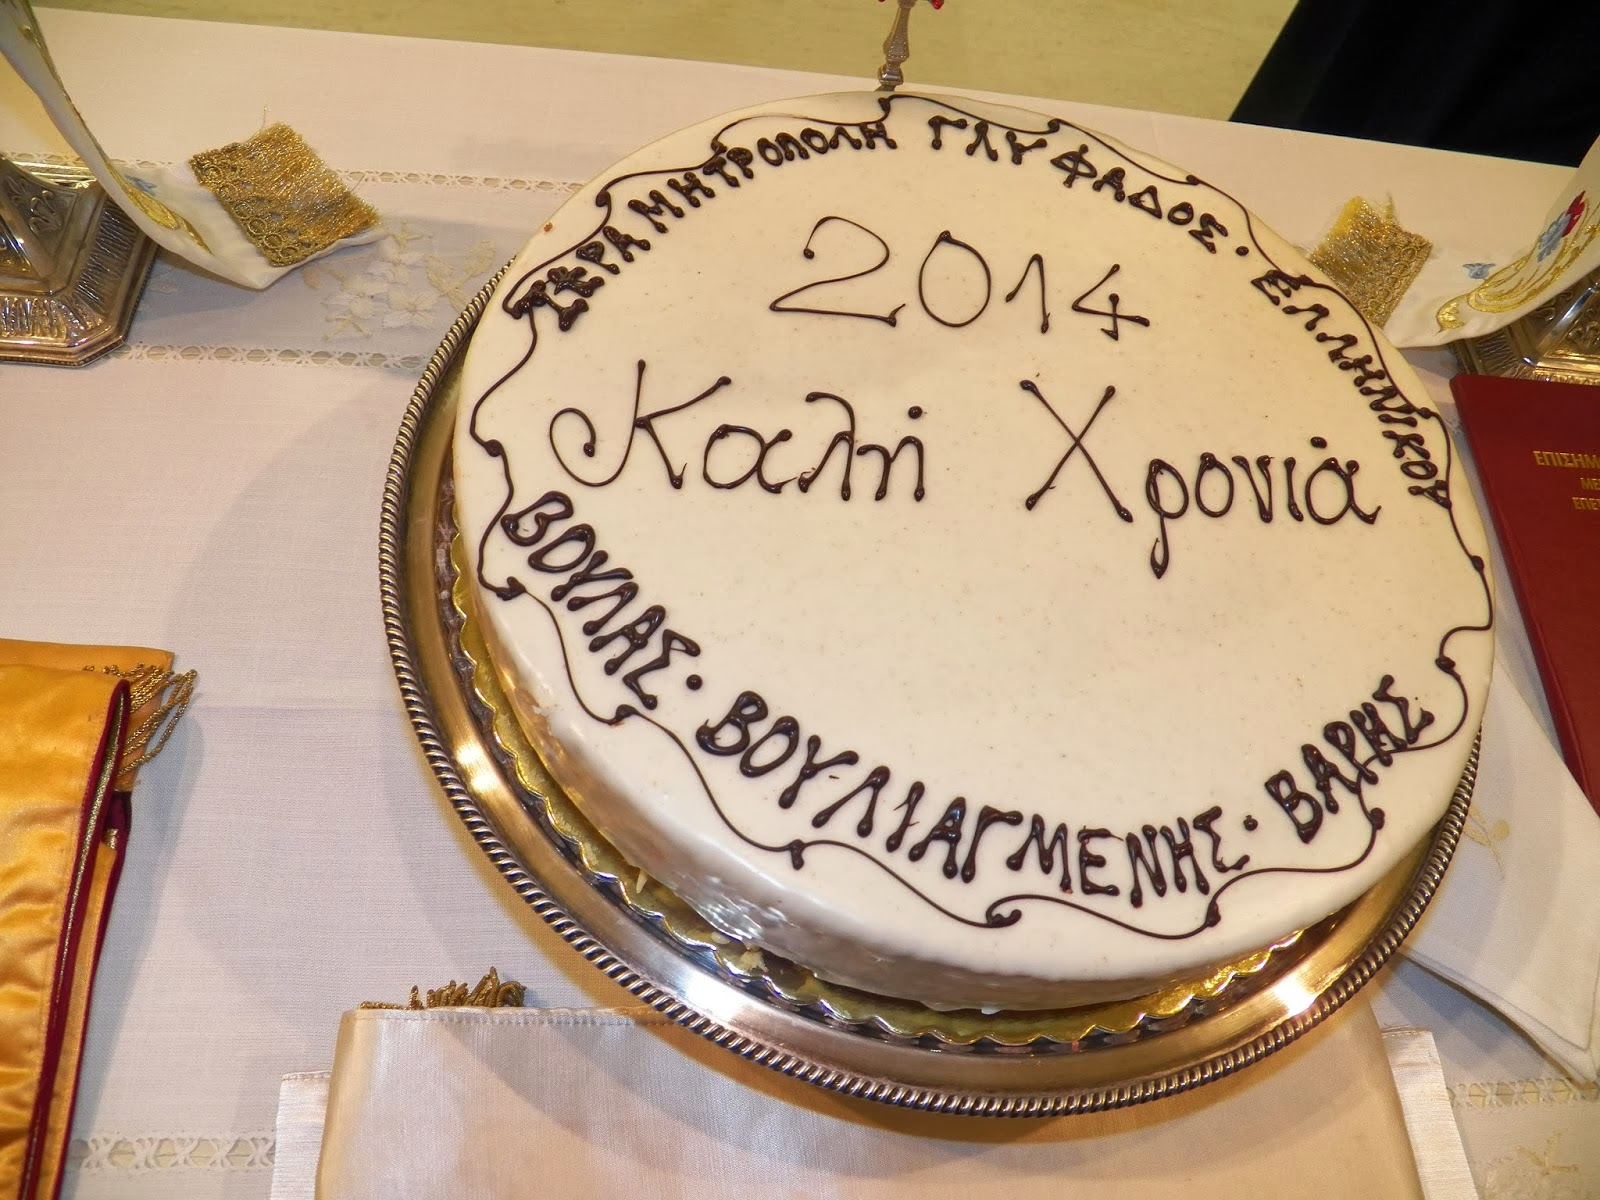 ΙΕΡΑ ΜΗΤΡΟΠΟΛΗ ΓΛΥΦΑΔΟΣ · ΕΛΛΗΝΙΚΟΥ
2014
Καλή Χρονιά
ΒΟΥΛΑΣ · ΒΟΥΛΙΑΓΜΕΝΗΣ · ΒΑΡΗΣ